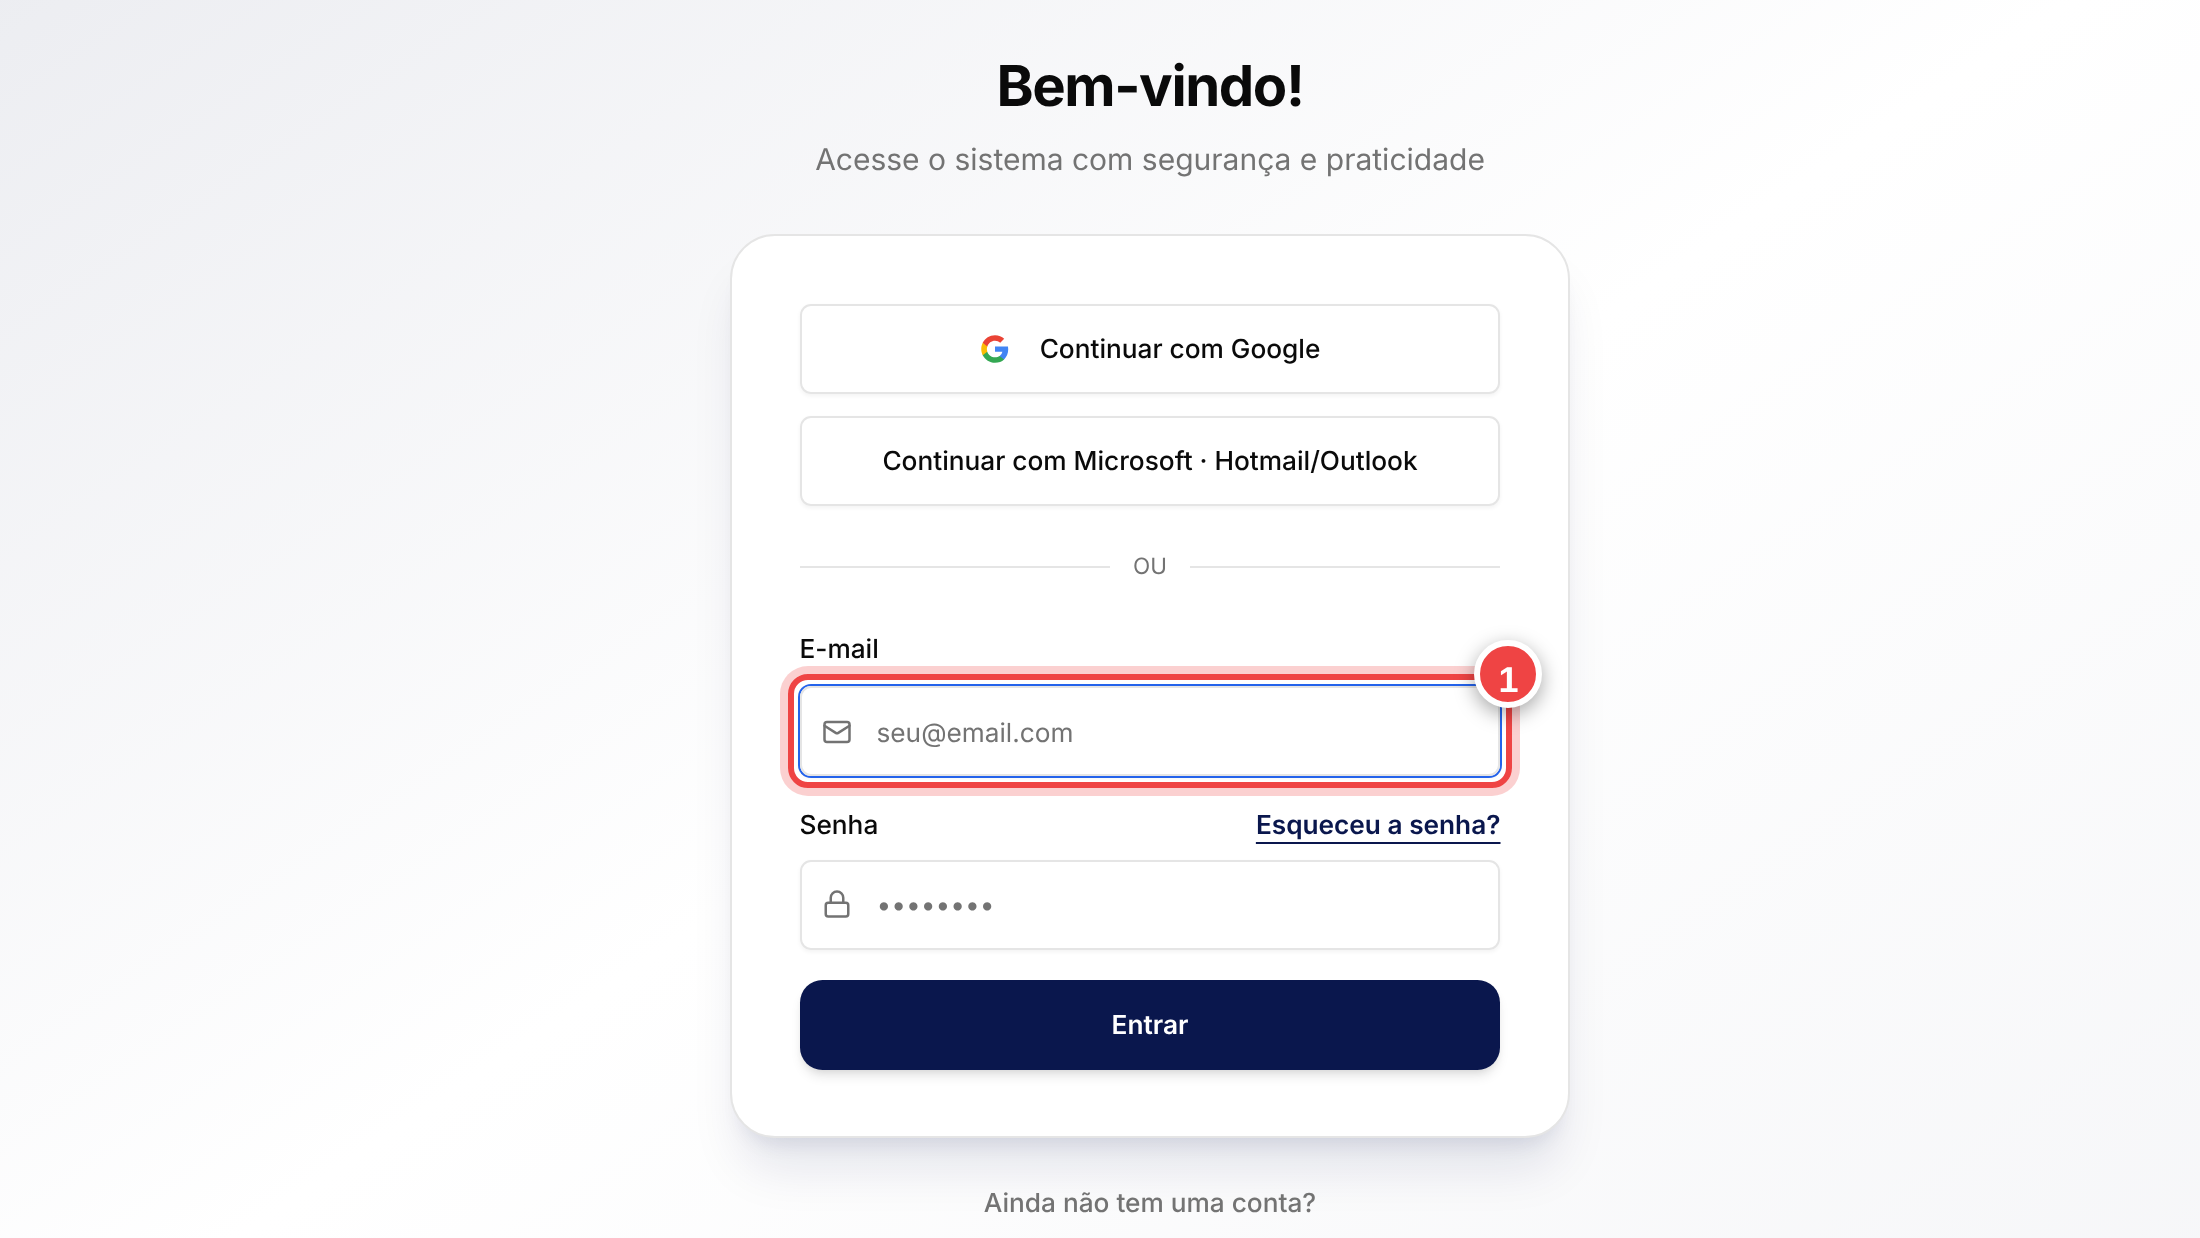 Bem-vindo!
Acesse o sistema com segurança e praticidade
Continuar com Google
Continuar com Microsoft · Hotmail/Outlook
OU
E-mail
1
seu@email.com
Senha
Esqueceu a senha?
••••••••
Entrar
Ainda não tem uma conta?